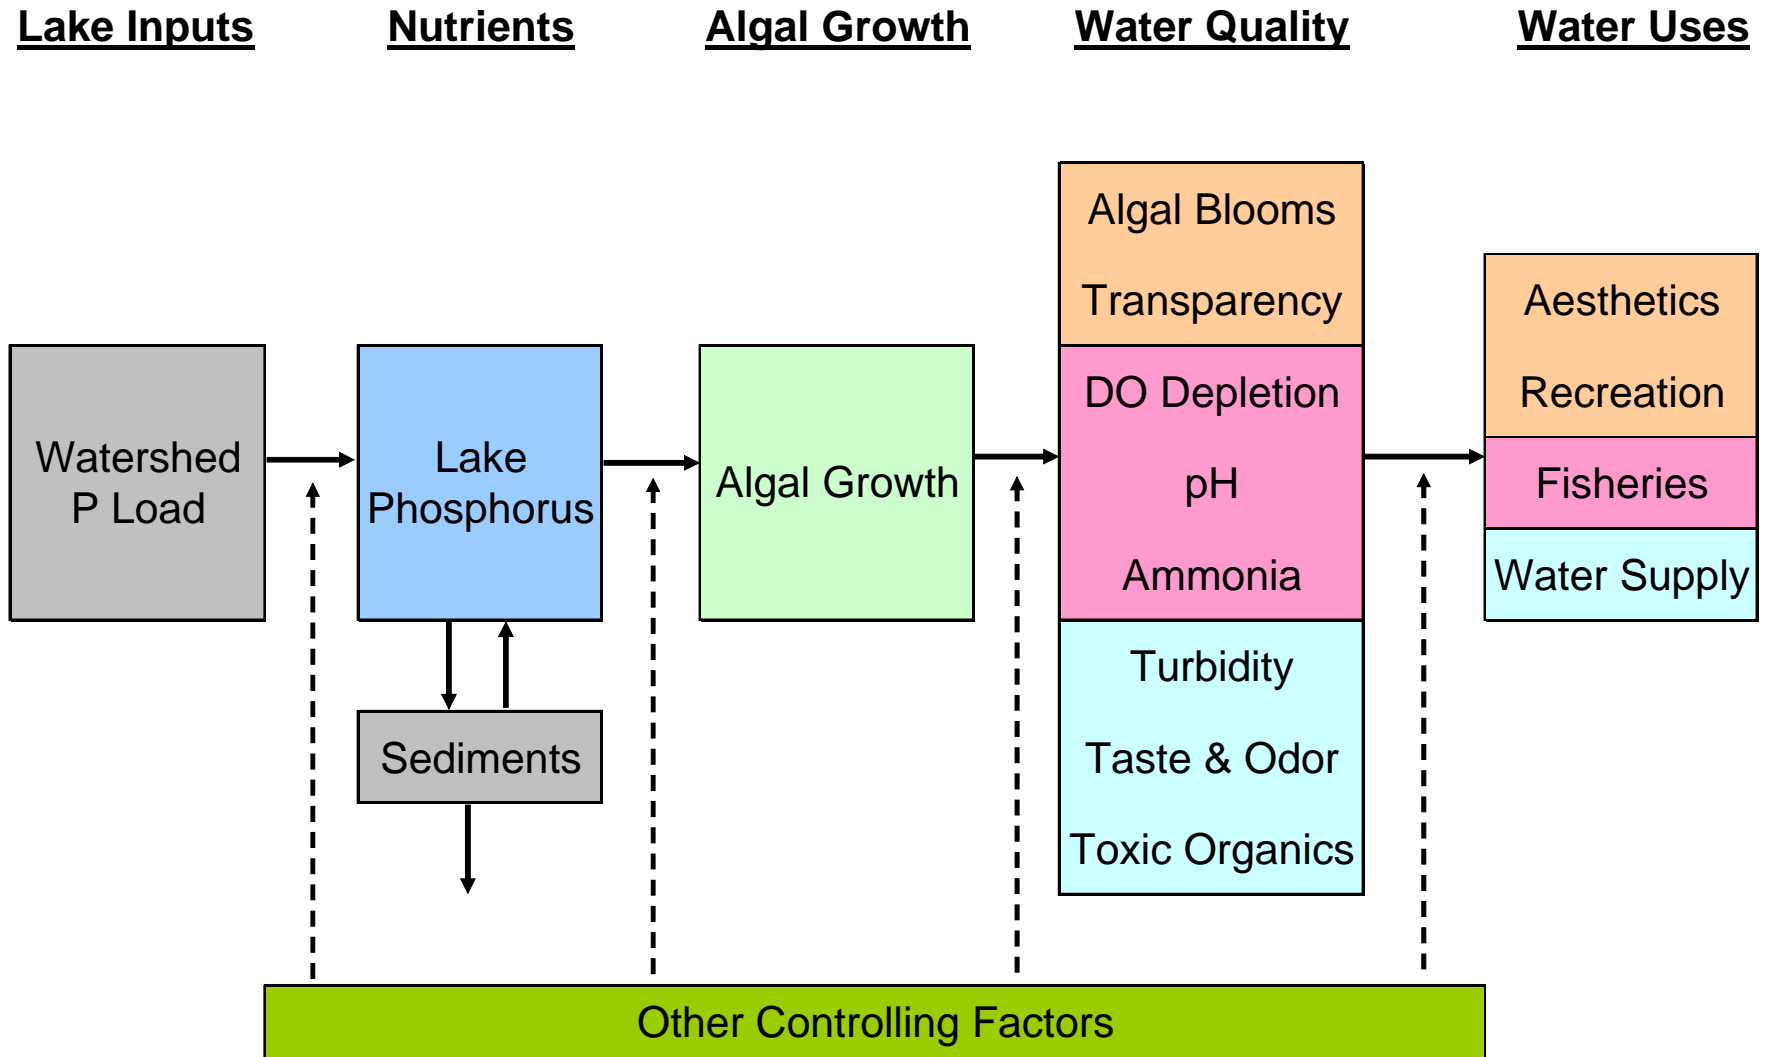 Lake Inputs
Nutrients
Algal Growth
Water Quality
Water Uses
Watershed
P Load
Lake
Phosphorus
Sediments
Algal Growth
Algal Blooms
Transparency
DO Depletion
pH
Ammonia
Turbidity
Taste & Odor
Toxic Organics
Aesthetics
Recreation
Fisheries
Water Supply
Other Controlling Factors